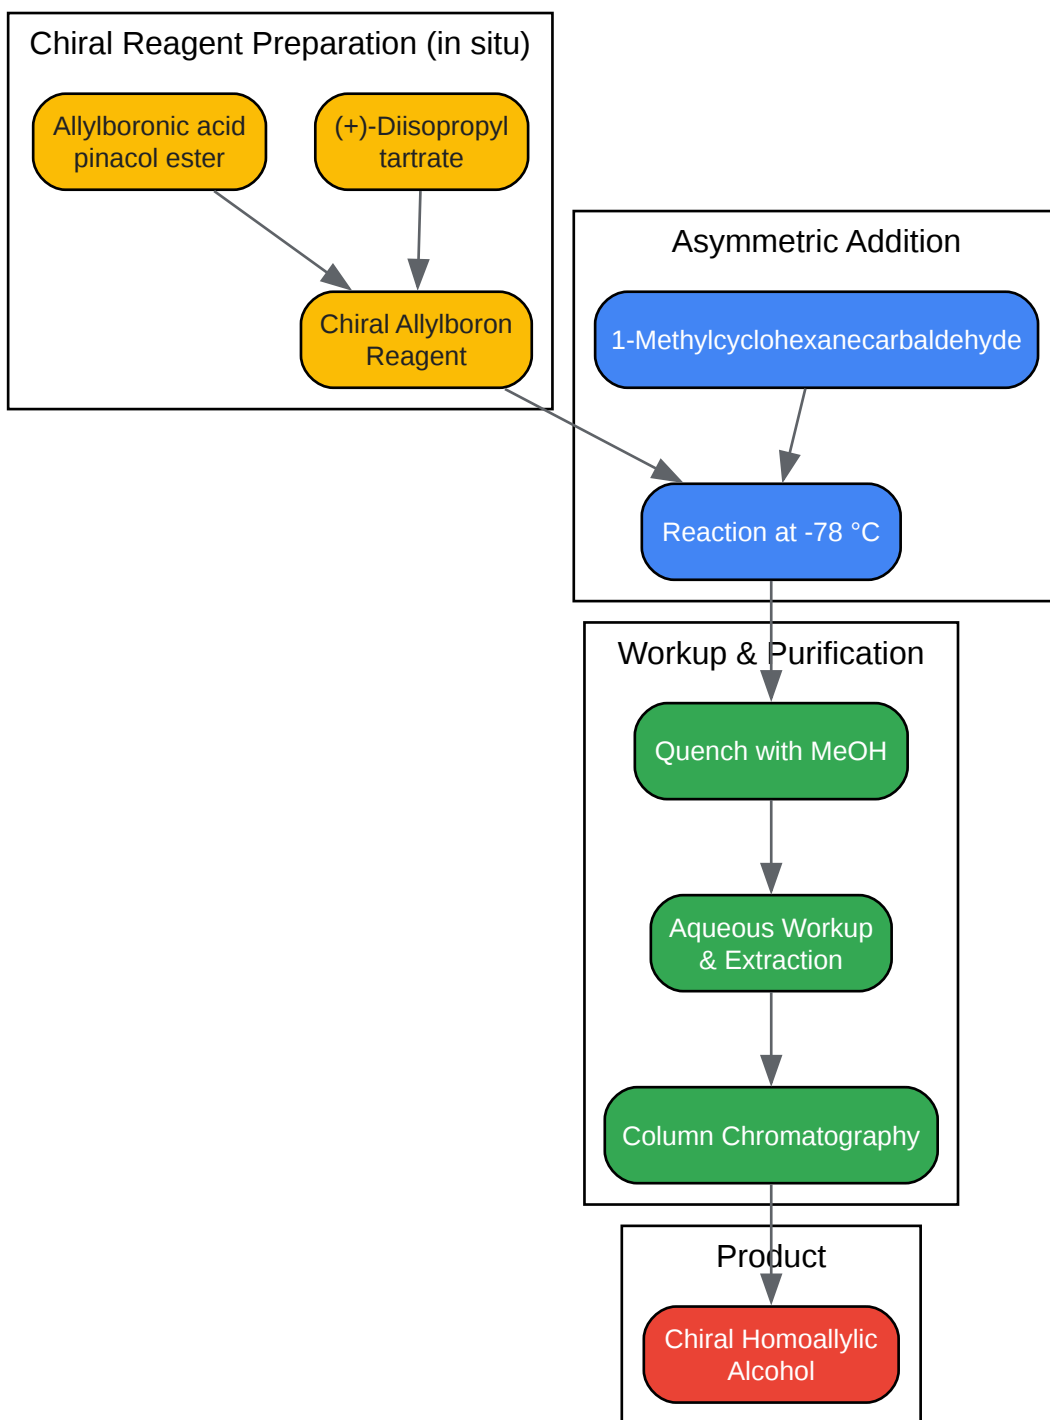 Chiral Reagent Preparation (in situ)
Allylboronic acid
pinacol ester
(+)-Diisopropyl
tartrate
Chiral Allylboron
Reagent
Asymmetric Addition
1-Methylcyclohexanecarbaldehyde
Reaction at -78 °C
Workup & Purification
Quench with MeOH
Aqueous Workup
& Extraction
Column Chromatography
Product
Chiral Homoallylic
Alcohol